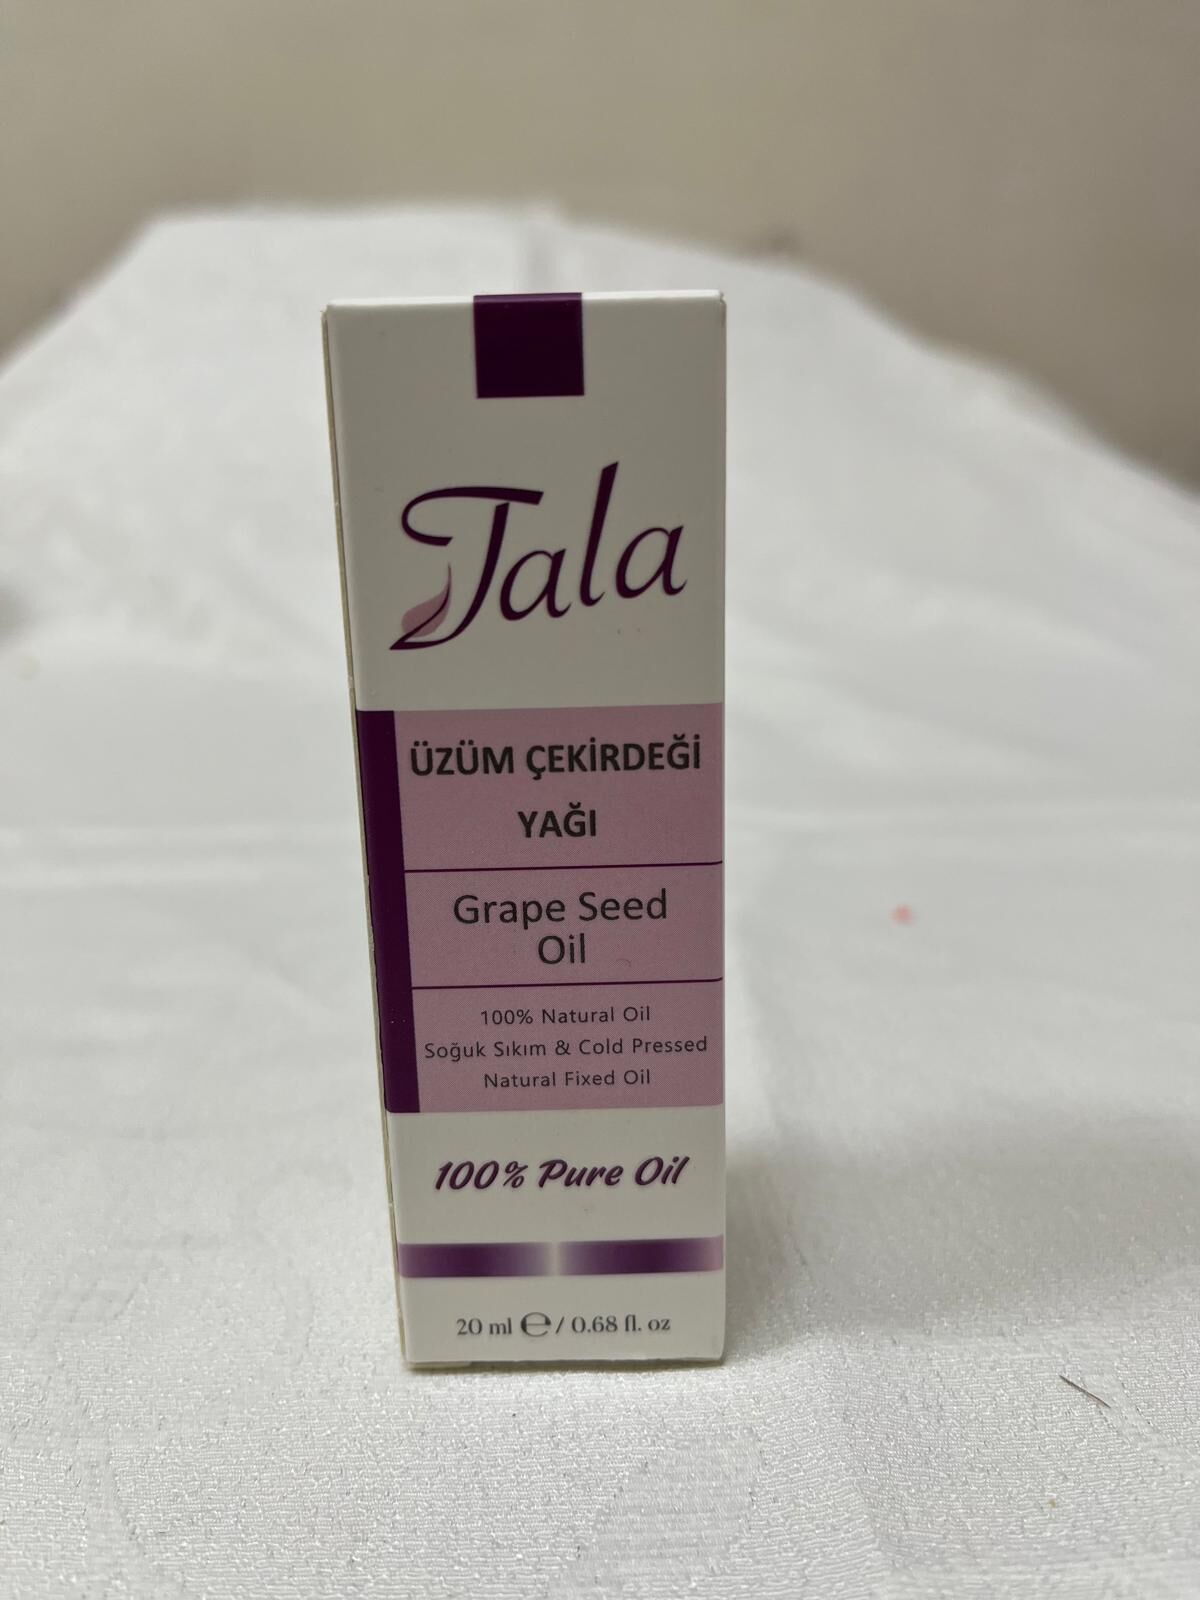 Tala
ÜZÜM ÇEKİRDEĞİ
YAĞI
Grape Seed
Oil
100% Natural Oil
Soğuk Sıkım & Cold Pressed
Natural Fixed Oil
100% Pure Oil
20 ml ℮ / 0.68 fl. oz